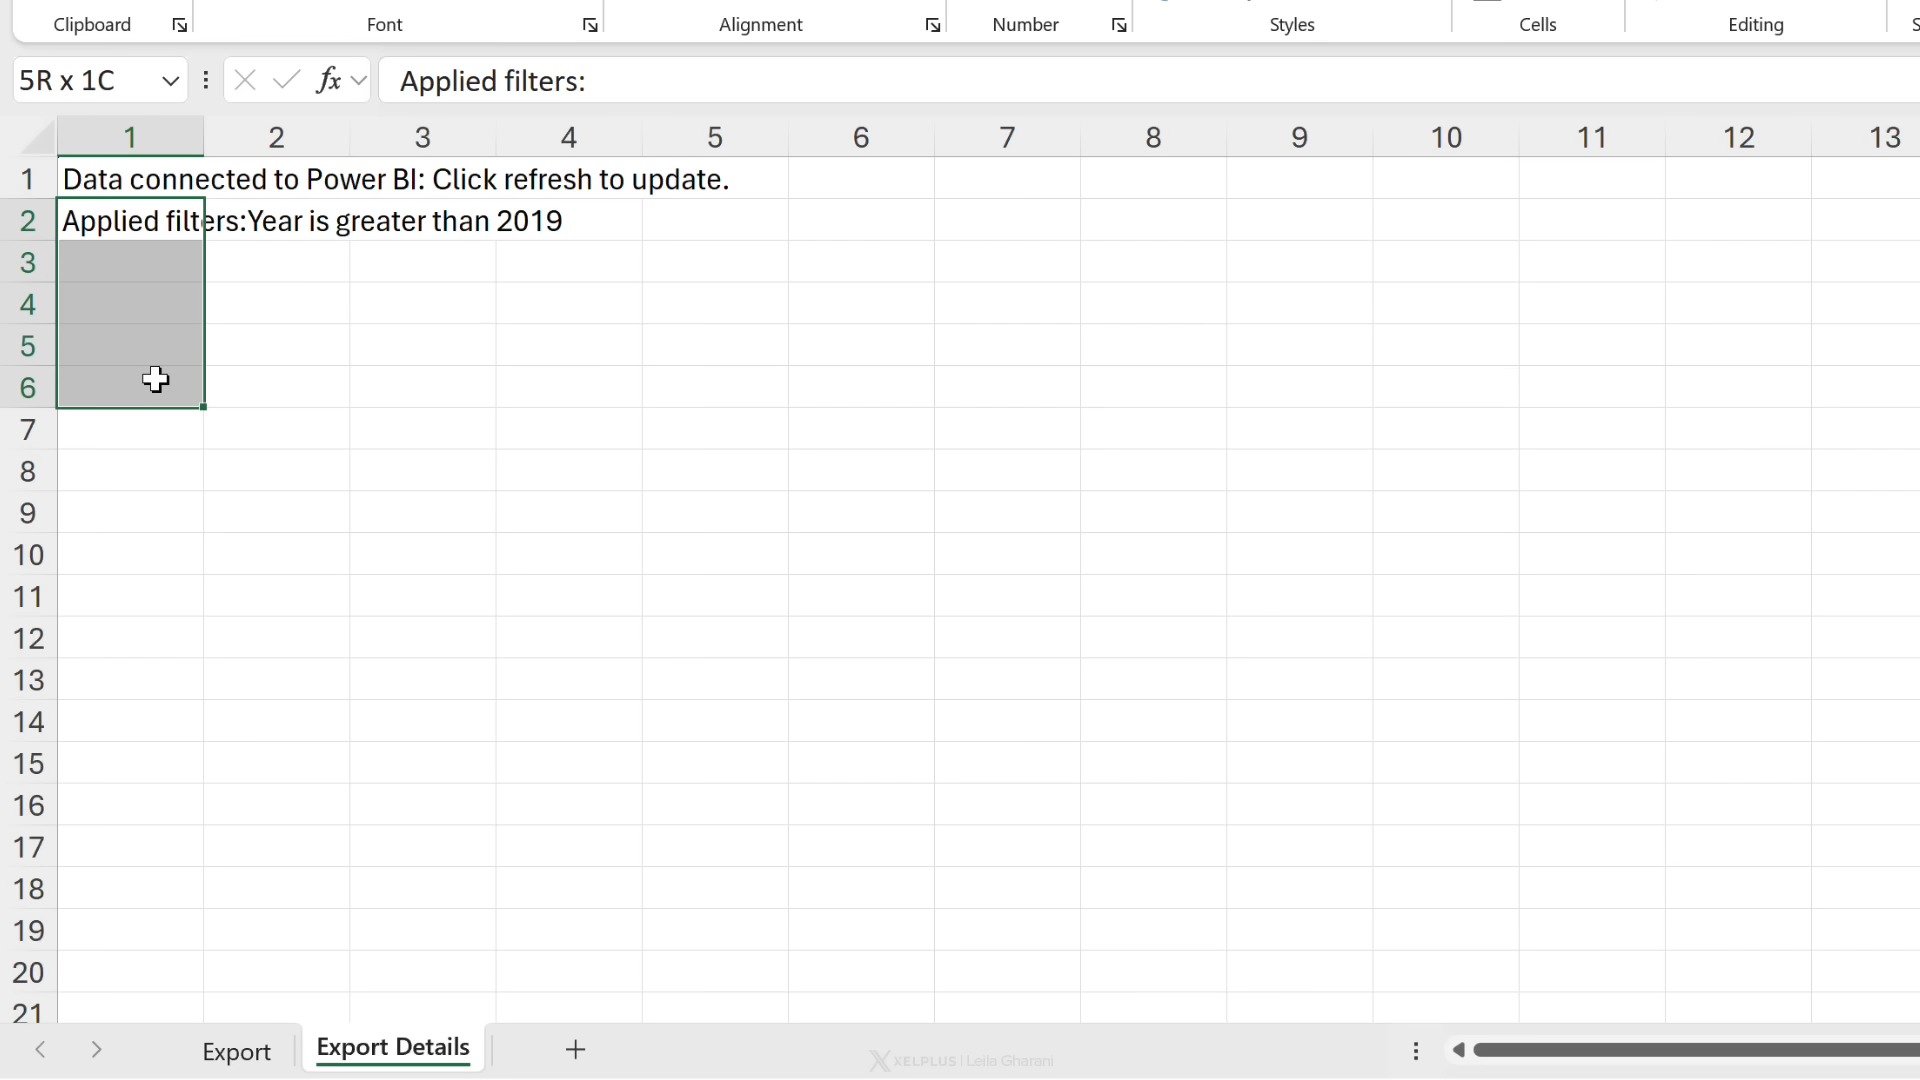 Clipboard Font Alignment Number Styles Cells Editing S
5R x 1C fx Applied filters:
1 2 3 4 5 6 7 8 9 10 11 12 13
1 Data connected to Power BI: Click refresh to update.
2 Applied filters:Year is greater than 2019
3
4
5
6
7
8
9
10
11
12
13
14
15
16
17
18
19
20
21
Export Export Details
XELPLUS | Leila Gharani